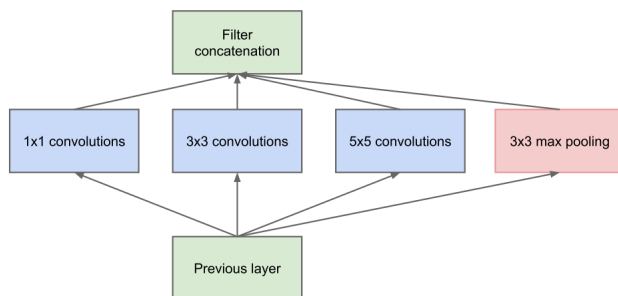 Filter
concatenation
1x1 convolutions
3x3 convolutions
5x5 convolutions
3x3 max pooling
Previous layer